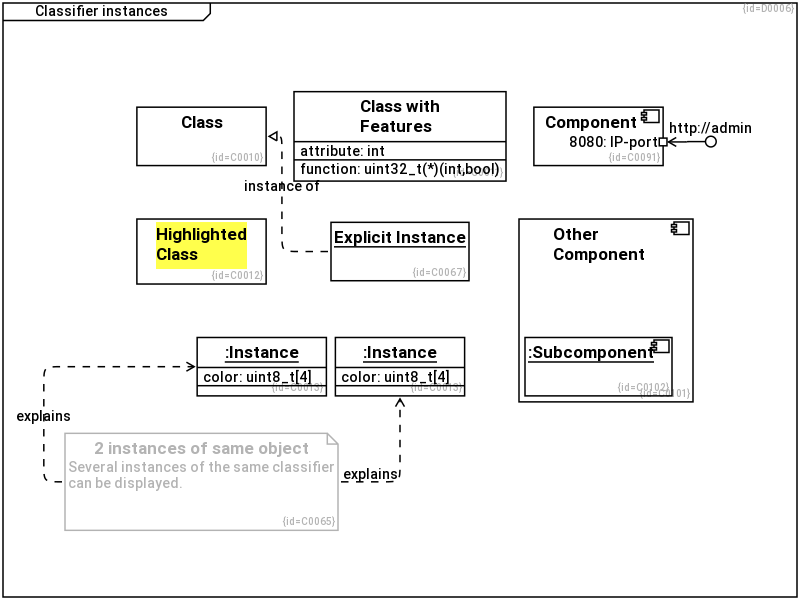 Classifier instances
{id=D0006}
Class
{id=C0010}
Class with
Features
attribute: int
function: uint32_t(*)(int,bool)
Component
8080: IP-port
{id=C0091}
http://admin
instance of
Highlighted
Class
{id=C0012}
Explicit Instance
{id=C0067}
Other
Component
:Subcomponent
{id=C0102}
{id=C0101}
:Instance
color: uint8_t[4]
{id=C0013}
:Instance
color: uint8_t[4]
{id=C0013}
explains
2 instances of same object
Several instances of the same classifier
can be displayed.
{id=C0065}
explains